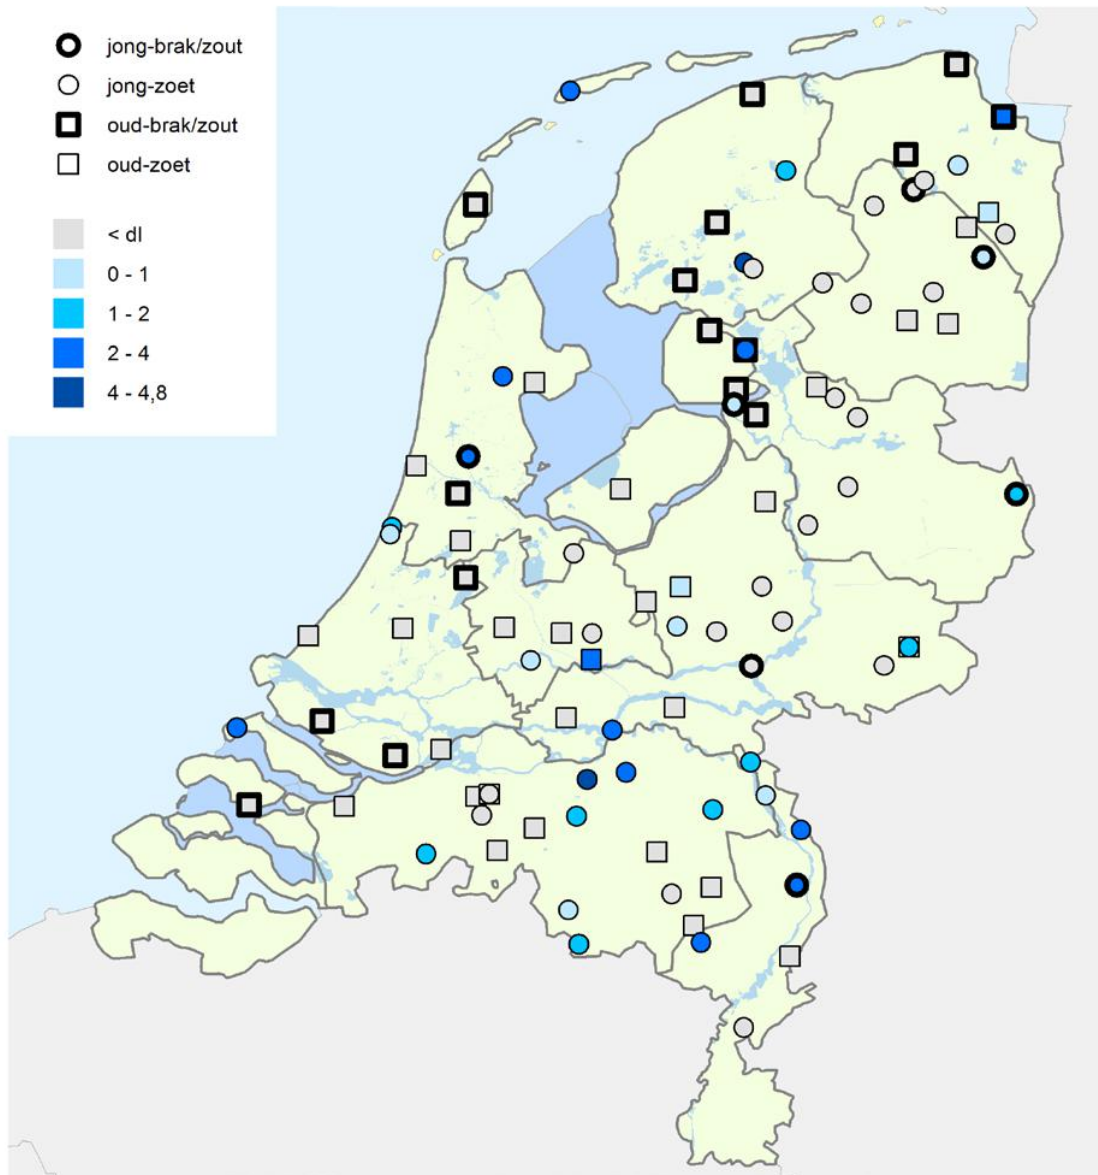 jong-brak/zout
jong-zoet
oud-brak/zout
oud-zoet
< dl
0 - 1
1 - 2
2 - 4
4 - 4,8